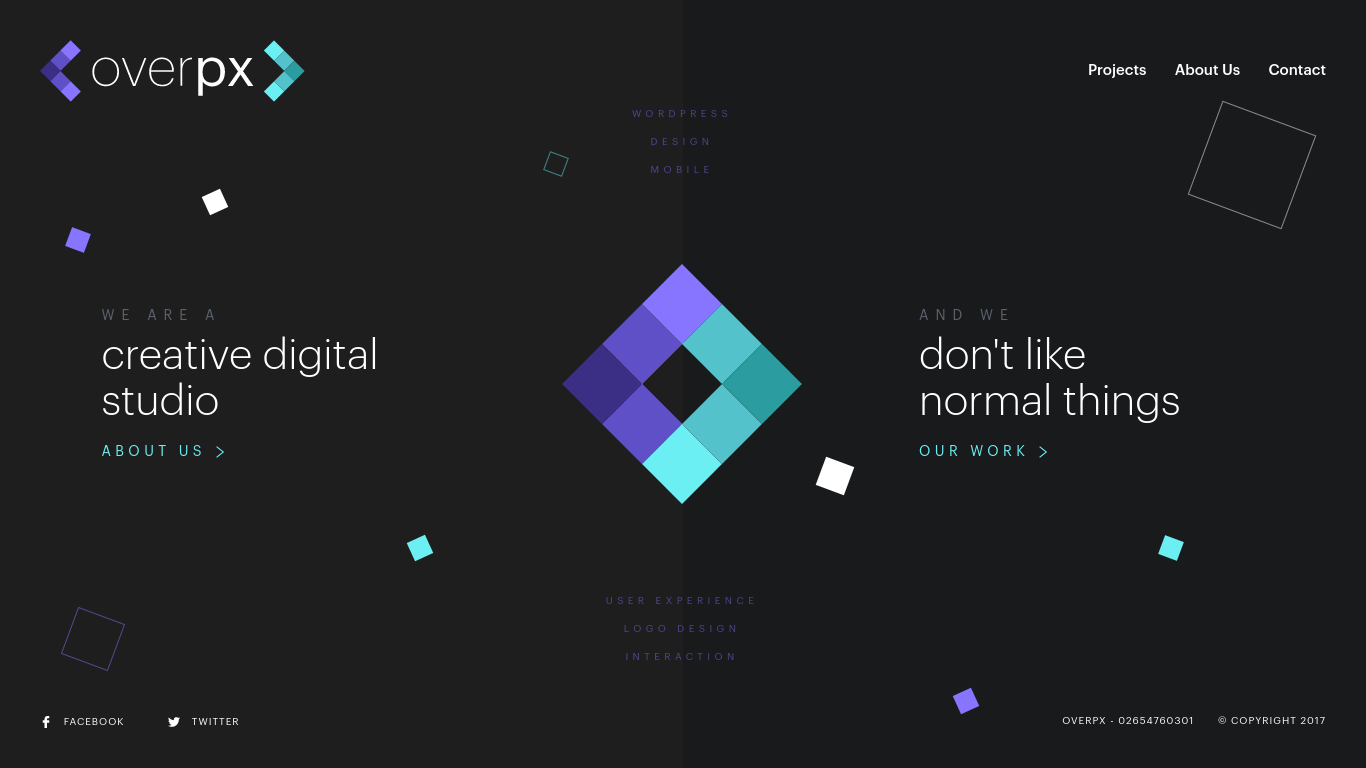 overpx
Projects
About Us
Contact
WORDPRESS
DESIGN
MOBILE
WE ARE A
creative digital
studio
ABOUT US
AND WE
don't like
normal things
OUR WORK
USER EXPERIENCE
LOGO DESIGN
INTERACTION
FACEBOOK
TWITTER
OVERPX - 02654760301
© COPYRIGHT 2017